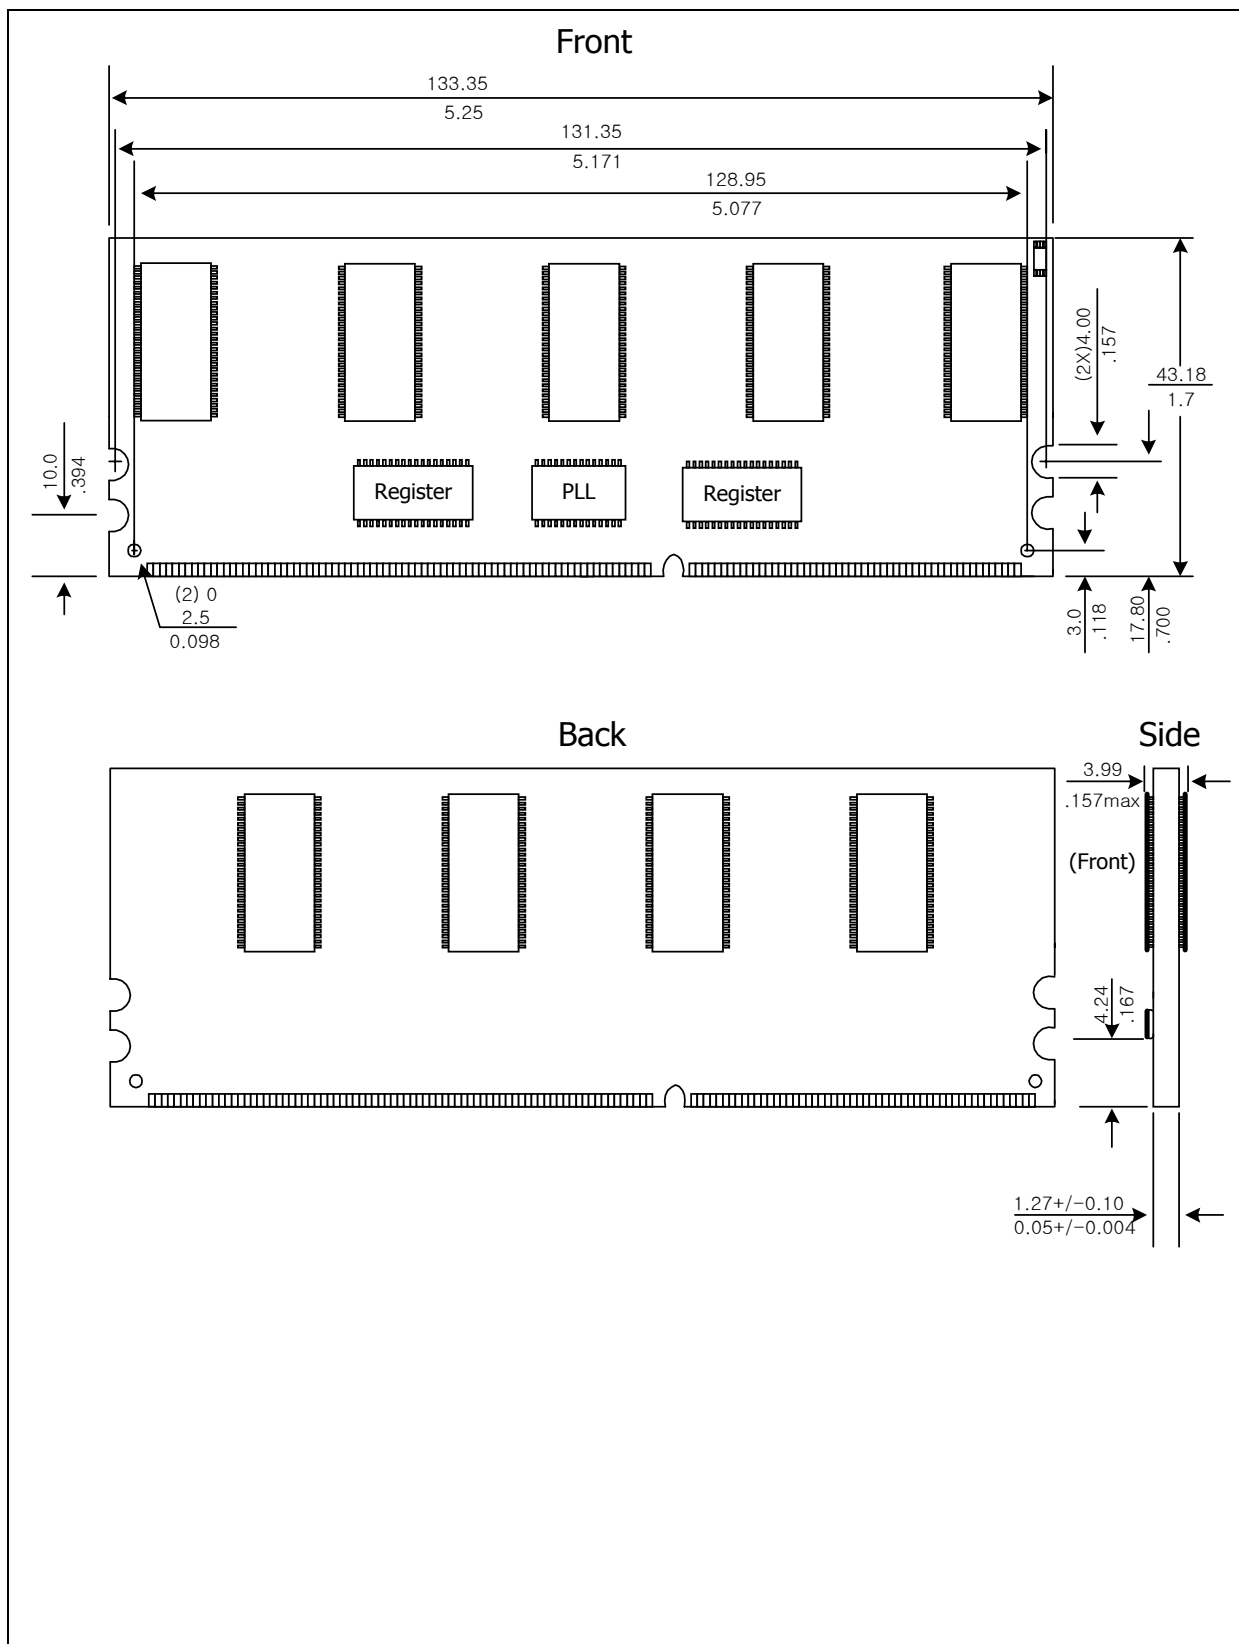 Front
133.35
5.25
131.35
5.171
128.95
5.077
(2X)4.00
.157
43.18
1.7
10.0
.394
Register
PLL
Register
(2) 0
2.5
0.098
3.0
.118
17.80
.700
Back
Side
3.99
.157max
(Front)
4.24
.167
1.27+/-0.10
0.05+/-0.004